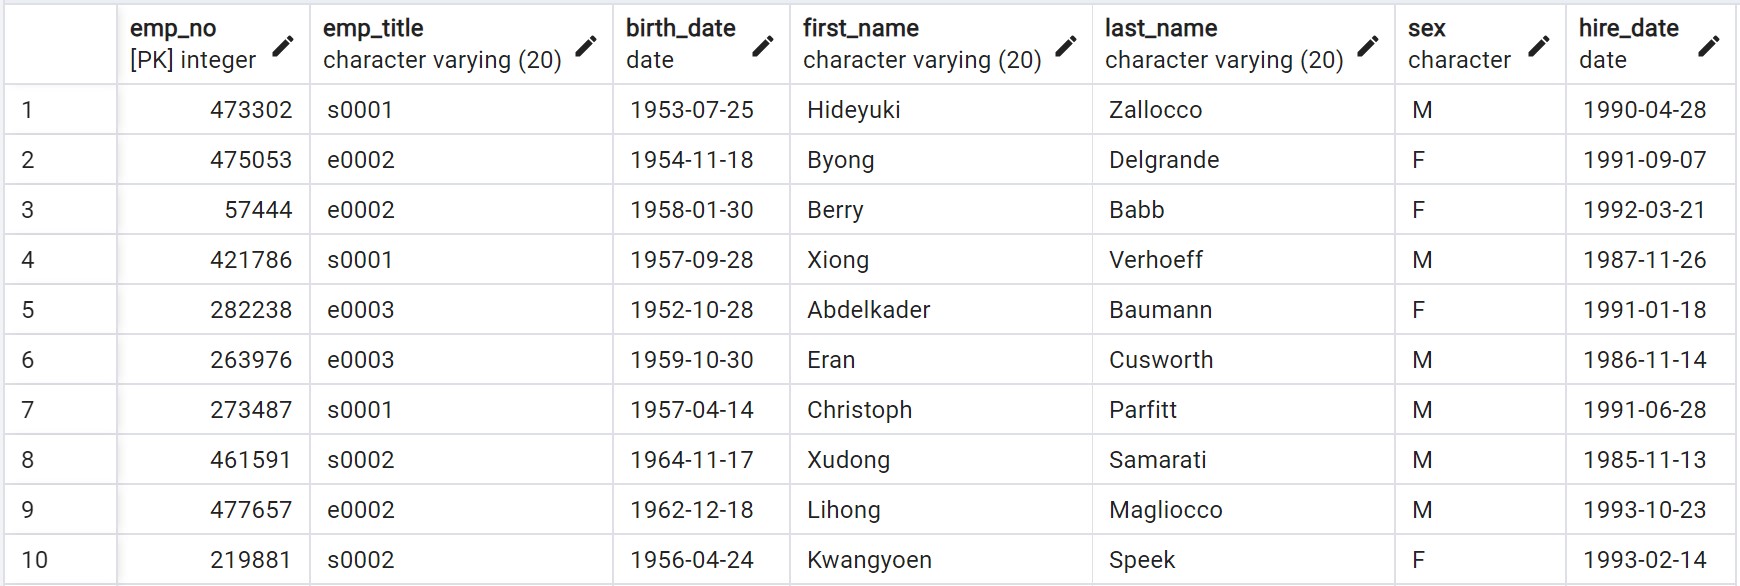 emp_no emp_title birth_date first_name last_name sex hire_date
[PK] integer character varying (20) date character varying (20) character varying (20) character date
1 473302 s0001 1953-07-25 Hideyuki Zallocco M 1990-04-28
2 475053 e0002 1954-11-18 Byong Delgrande F 1991-09-07
3 57444 e0002 1958-01-30 Berry Babb F 1992-03-21
4 421786 s0001 1957-09-28 Xiong Verhoeff M 1987-11-26
5 282238 e0003 1952-10-28 Abdelkader Baumann F 1991-01-18
6 263976 e0003 1959-10-30 Eran Cusworth M 1986-11-14
7 273487 s0001 1957-04-14 Christoph Parfitt M 1991-06-28
8 461591 s0002 1964-11-17 Xudong Samarati M 1985-11-13
9 477657 e0002 1962-12-18 Lihong Magliocco M 1993-10-23
10 219881 s0002 1956-04-24 Kwangyoen Speek F 1993-02-14